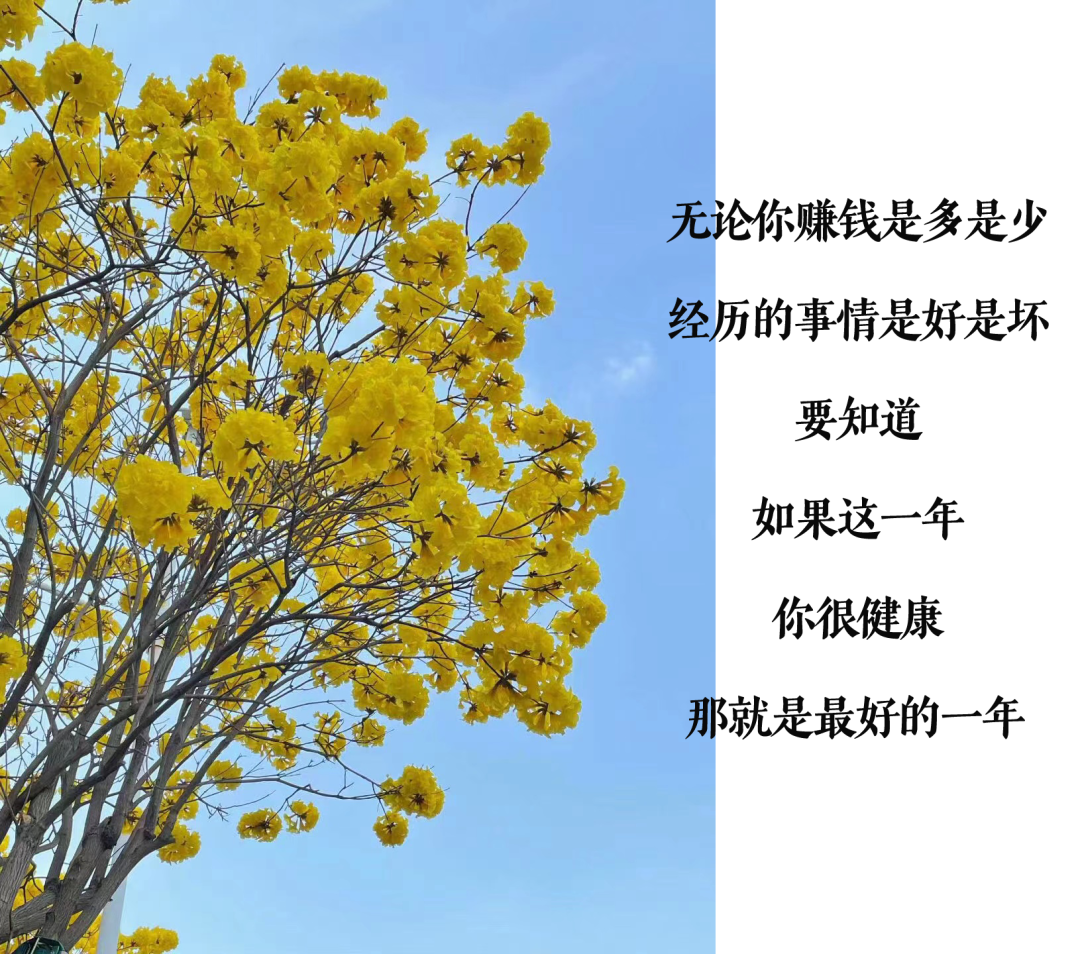 无论你赚钱是多是少
经历的事情是好是坏
要知道
如果这一年
你很健康
那就是最好的一年